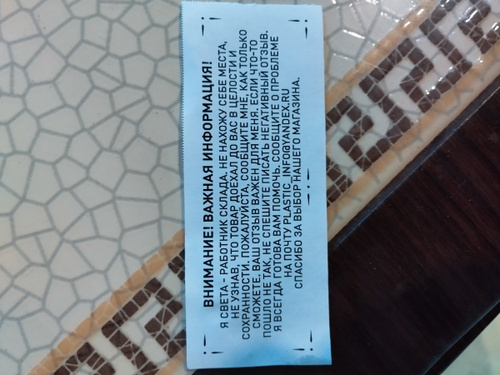 ВНИМАНИЕ! ВАЖНАЯ ИНФОРМАЦИЯ!
Я СВЕТА - РАБОТНИК СКЛАДА. НЕ НАХОЖУ СЕБЕ МЕСТА,
НЕ УЗНАВ, ЧТО ТОВАР ДОЕХАЛ ДО ВАС В ЦЕЛОСТИ И
СОХРАННОСТИ. ПОЖАЛУЙСТА, СООБЩИТЕ МНЕ, КАК ТОЛЬКО
СМОЖЕТЕ. ВАШ ОТЗЫВ ВАЖЕН ДЛЯ МЕНЯ. ЕСЛИ ЧТО-ТО
ПОШЛО НЕ ТАК, НЕ СПЕШИТЕ ПИСАТЬ НЕГАТИВНЫЙ ОТЗЫВ.
Я ВСЕГДА ГОТОВА ВАМ ПОМОЧЬ. СООБЩИТЕ О ПРОБЛЕМЕ
НА ПОЧТУ PLASTIC_INFO@YANDEX.RU
СПАСИБО ЗА ВЫБОР НАШЕГО МАГАЗИНА.